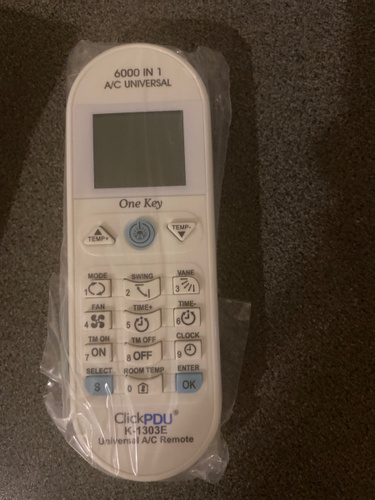 6000 IN 1
A/C UNIVERSAL
One Key
TEMP+
TEMP-
MODE
SWING
VANE
1
2
3
FAN
TIME+
TIME-
4
5
6
TM ON
TM OFF
CLOCK
7 ON
8 OFF
9
SELECT
ROOM TEMP
ENTER
S
0
OK
ClickPDU®
K-1303E
Universal A/C Remote